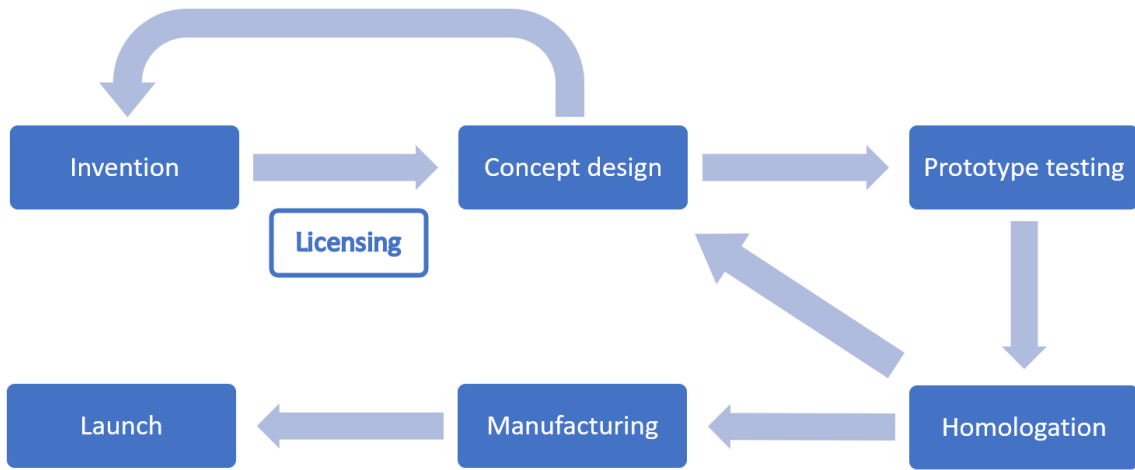 Invention
Concept design
Prototype testing
Licensing
Launch
Manufacturing
Homologation